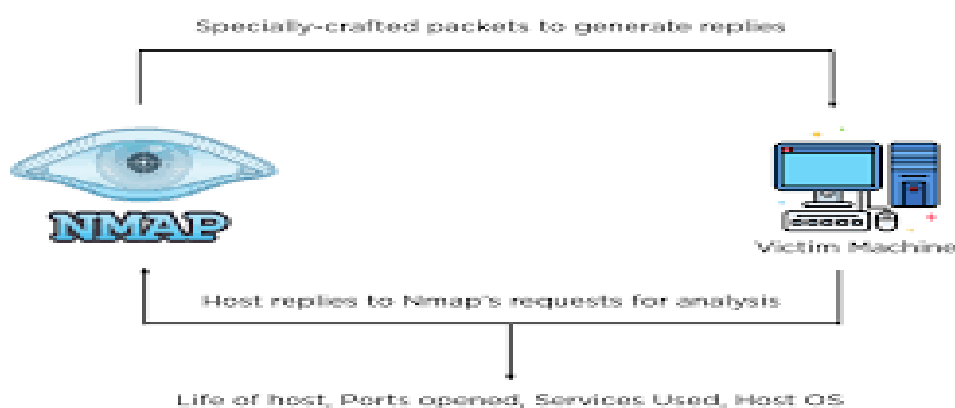 Specially-crafted packets to generate replies
NMAP
Victim Machine
Host replies to Nmap's requests for analysis
Life of host, Ports opened, Services Used, Host OS